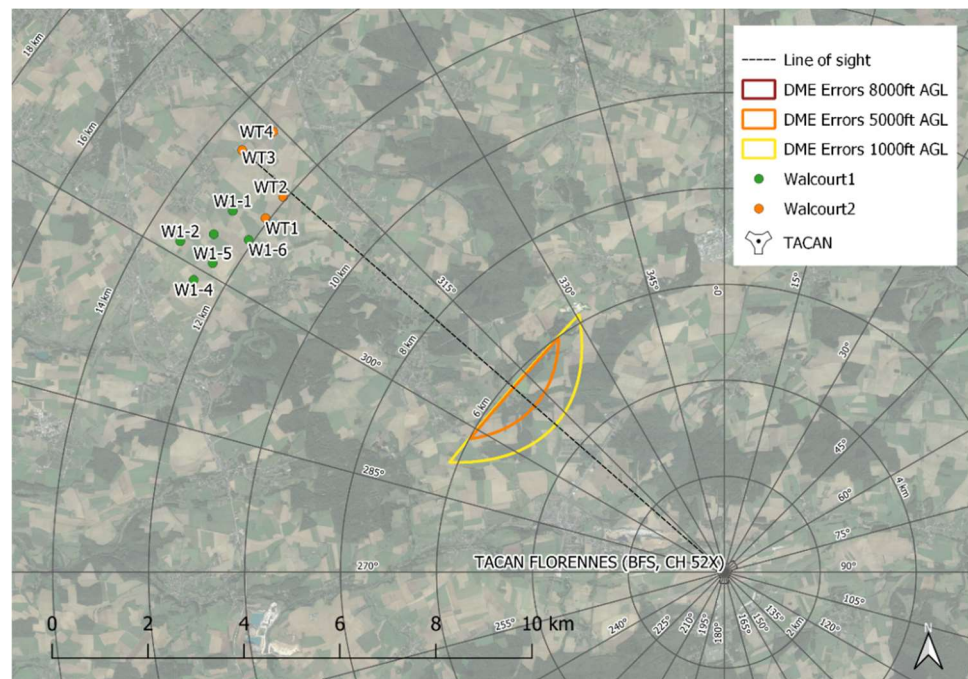 18 km
16 km
14 km
12 km
10 km
8 km
6 km
4 km
2 km
WT4
WT3
WT2
W1-1
WT1
W1-2
W1-5
W1-6
W1-4
315°
330°
345°
0°
15°
30°
45°
60°
75°
90°
105°
120°
135°
150°
165°
180°
195°
210°
225°
240°
255°
270°
285°
300°
TACAN FLORENNES (BFS, CH 52X)
0 2 4 6 8 10 km
N
Line of sight
DME Errors 8000ft AGL
DME Errors 5000ft AGL
DME Errors 1000ft AGL
Walcourt1
Walcourt2
TACAN